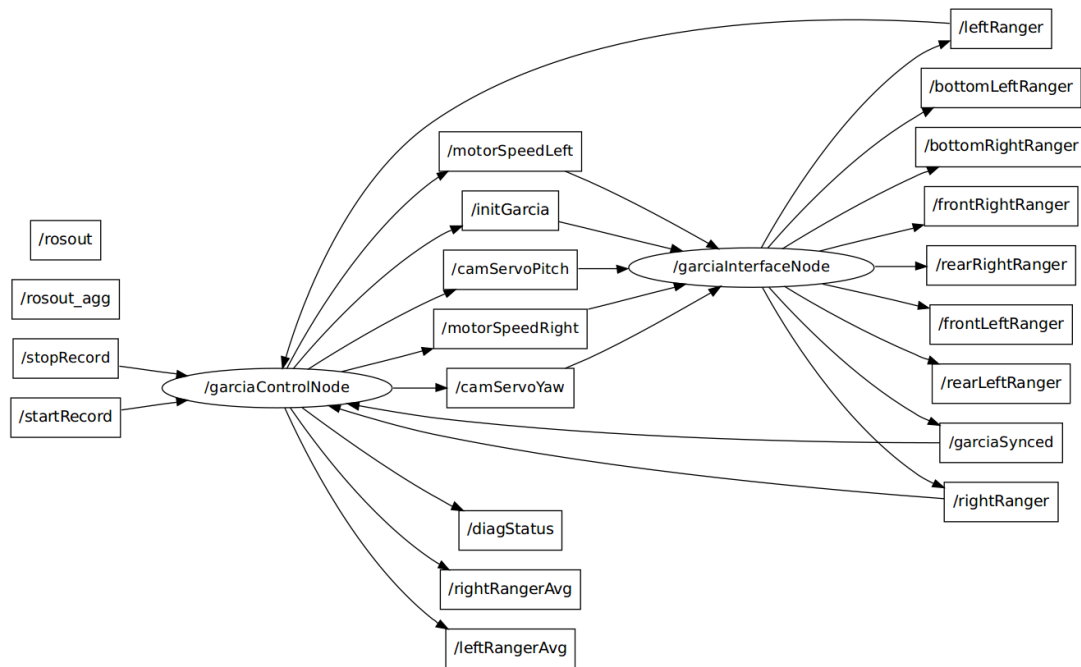 /leftRanger
/bottomLeftRanger
/motorSpeedLeft
/bottomRightRanger
/initGarcia
/frontRightRanger
/rosout
/camServoPitch
/garciaInterfaceNode
/rearRightRanger
/rosout_agg
/motorSpeedRight
/frontLeftRanger
/stopRecord
/garciaControlNode
/camServoYaw
/rearLeftRanger
/startRecord
/garciaSynced
/rightRanger
/diagStatus
/rightRangerAvg
/leftRangerAvg